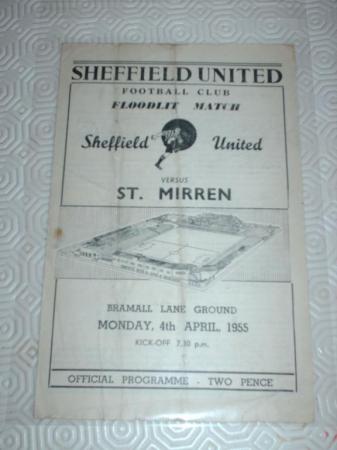 SHEFFIELD UNITED
FOOTBALL CLUB
FLOODLIT MATCH
Sheffield United
VERSUS
ST. MIRREN
BRAMALL LANE GROUND
MONDAY, 4th APRIL, 1955
KICK-OFF 7.30 p.m.
OFFICIAL PROGRAMME - TWO PENCE